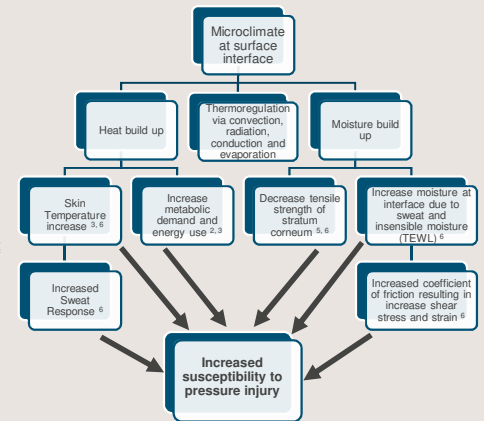 Microclimate
at surface
interface
Heat build up
Thermoregulation
via convection,
radiation,
conduction and
evaporation
Moisture build
up
Skin
Temperature
increase 3, 6
Increase
metabolic
demand and
energy use 2, 3
Decrease tensile
strength of
stratum
corneum 5, 6
Increase moisture at
interface due to
sweat and
insensible moisture
(TEWL) 6
Increased
Sweat
Response 6
Increased coefficient
of friction resulting in
increase shear
stress and strain 6
Increased
susceptibility to
pressure injury